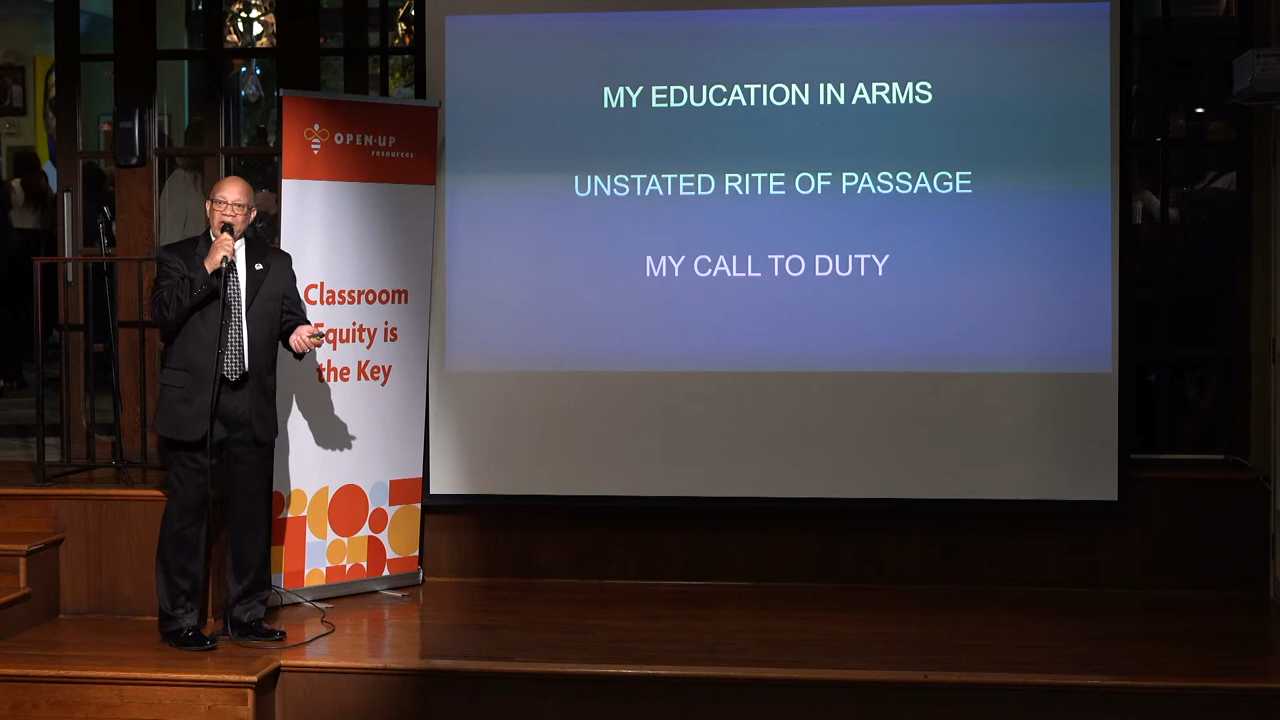 OPEN-UP
resources
Classroom
Equity is
the Key
MY EDUCATION IN ARMS
UNSTATED RITE OF PASSAGE
MY CALL TO DUTY